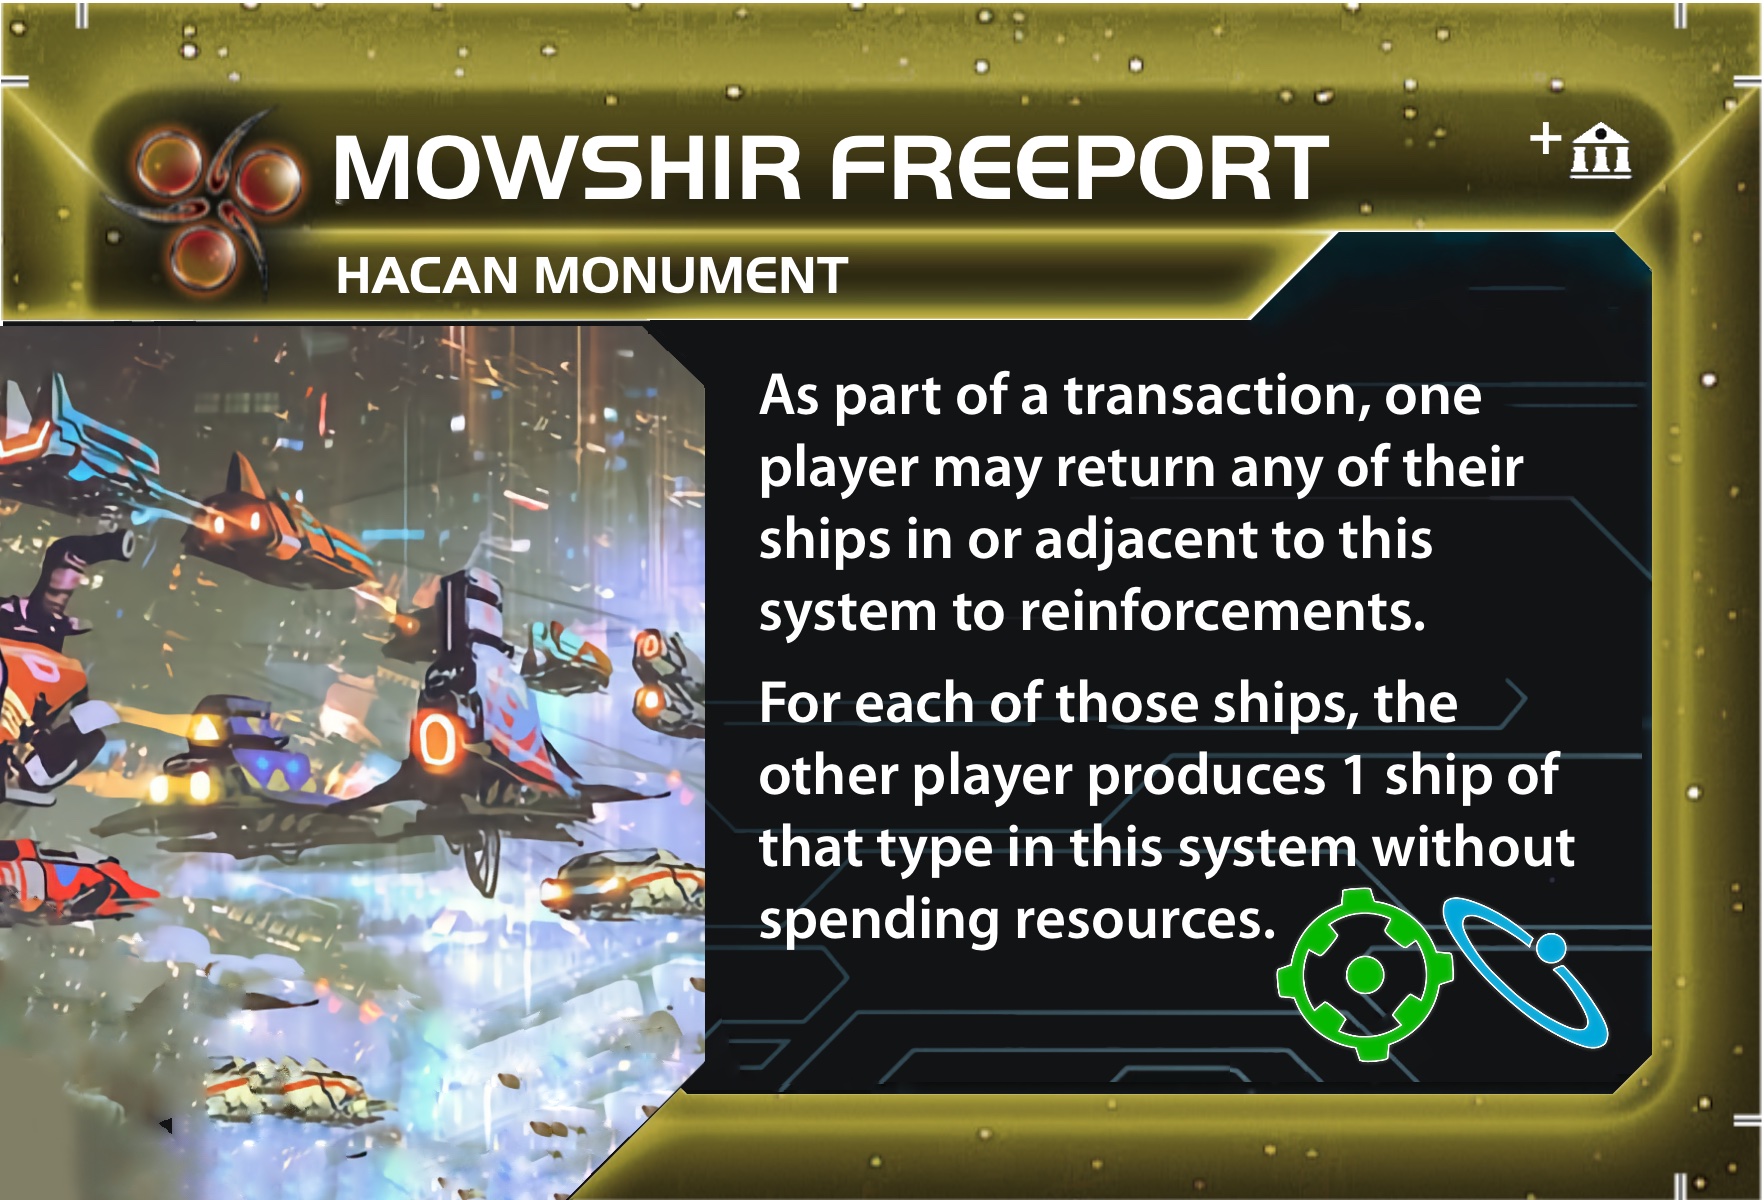 MOWSHIR FREEPORT
+
HACAN MONUMENT
As part of a transaction, one
player may return any of their
ships in or adjacent to this
system to reinforcements.
For each of those ships, the
other player produces 1 ship of
that type in this system without
spending resources.